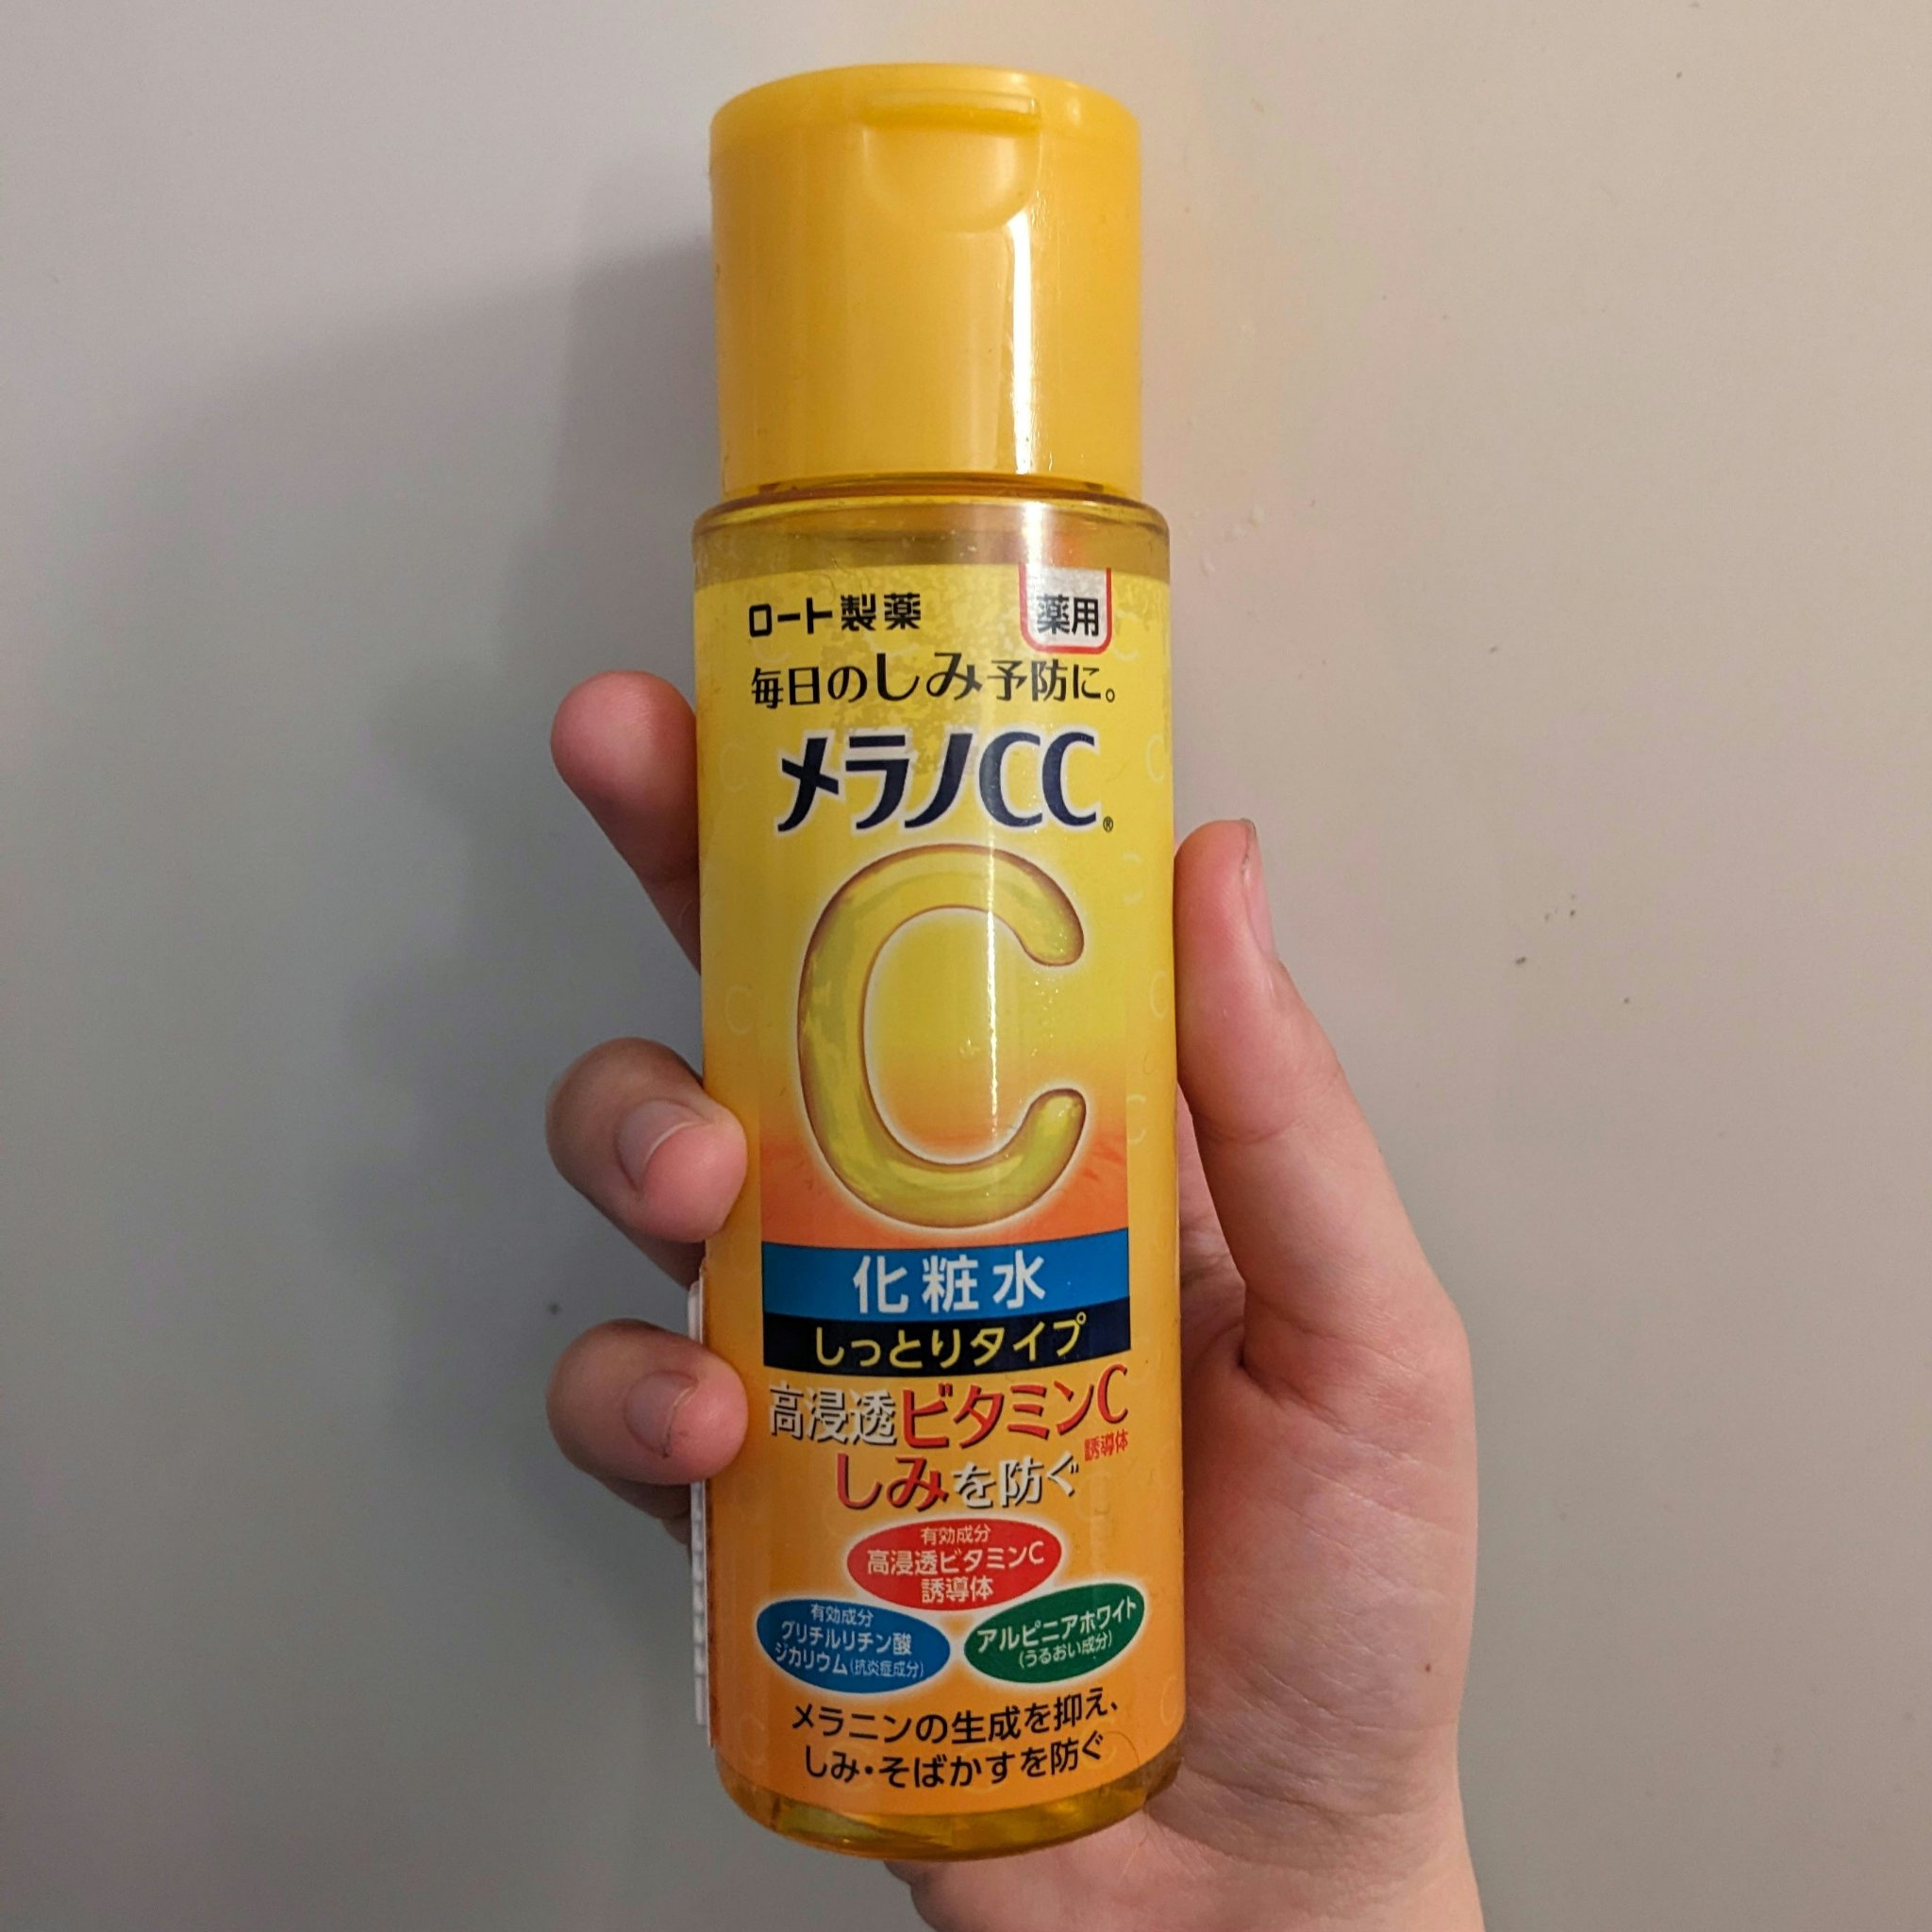 ロート製薬
薬用
毎日のしみ予防に。
メラノCC®
C
化粧水
しっとりタイプ
高浸透ビタミンC
誘導体
しみを防ぐ
有効成分
高浸透ビタミンC
誘導体
有効成分
グリチルリチン酸
ジカリウム(抗炎症成分)
アルピニアホワイト
(うるおい成分)
メラニンの生成を抑え、
しみ・そばかすを防ぐ